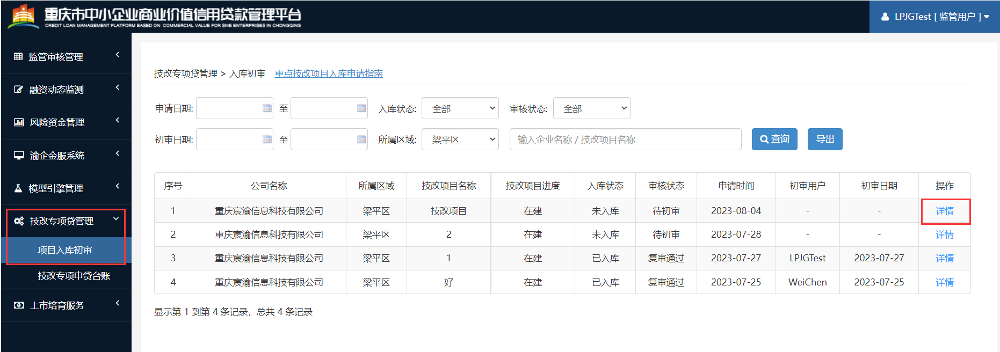 重庆市中小企业商业价值信用贷款管理平台
CREDIT LOAN MANAGEMENT PLATFORM BASED ON COMMERCIAL VALUE FOR SME ENTERPRISES IN CHONGQING
LPJGTest [ 监管用户 ]
监管审核管理
融资动态监测
风险资金管理
渝企金服系统
模型引擎管理
技改专项贷管理
项目入库初审
技改专项申贷台账
上市培育服务
技改专项贷管理 > 入库初审 重点技改项目入库申请指南
申请日期: 至 入库状态: 全部 审核状态: 全部
初审日期: 至 所属区域: 梁平区 输入企业名称 / 技改项目名称 查询 导出
序号 公司名称 所属区域 技改项目名称 技改项目进度 入库状态 审核状态 申请时间 初审用户 初审日期 操作
1 重庆宸渝信息科技有限公司 梁平区 技改项目 在建 未入库 待初审 2023-08-04 - - 详情
2 重庆宸渝信息科技有限公司 梁平区 2 在建 未入库 待初审 2023-07-28 - - 详情
3 重庆宸渝信息科技有限公司 梁平区 1 在建 已入库 复审通过 2023-07-27 LPJGTest 2023-07-27 详情
4 重庆宸渝信息科技有限公司 梁平区 好 在建 已入库 复审通过 2023-07-25 WeiChen 2023-07-25 详情
显示第 1 到第 4 条记录，总共 4 条记录